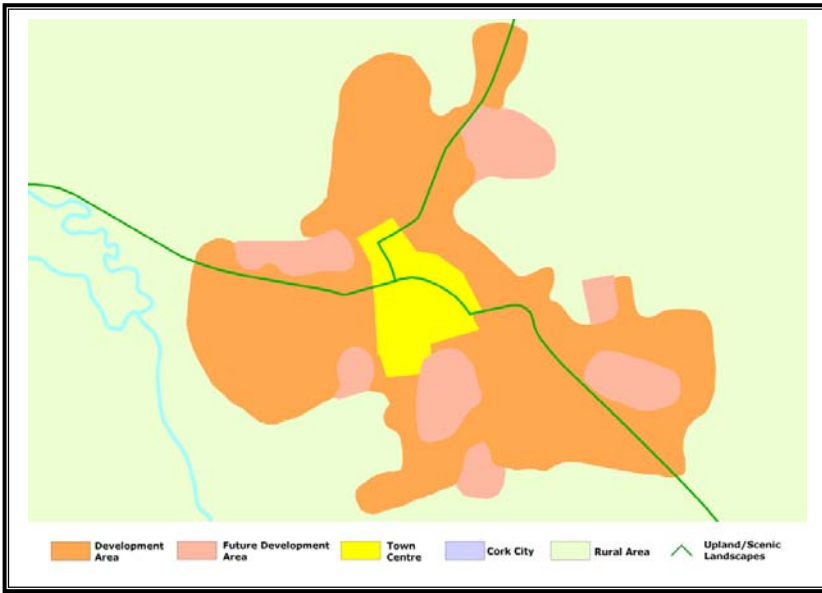 Development
Area
Future Development
Area
Town
Centre
Cork City
Rural Area
Upland/Scenic
Landscapes